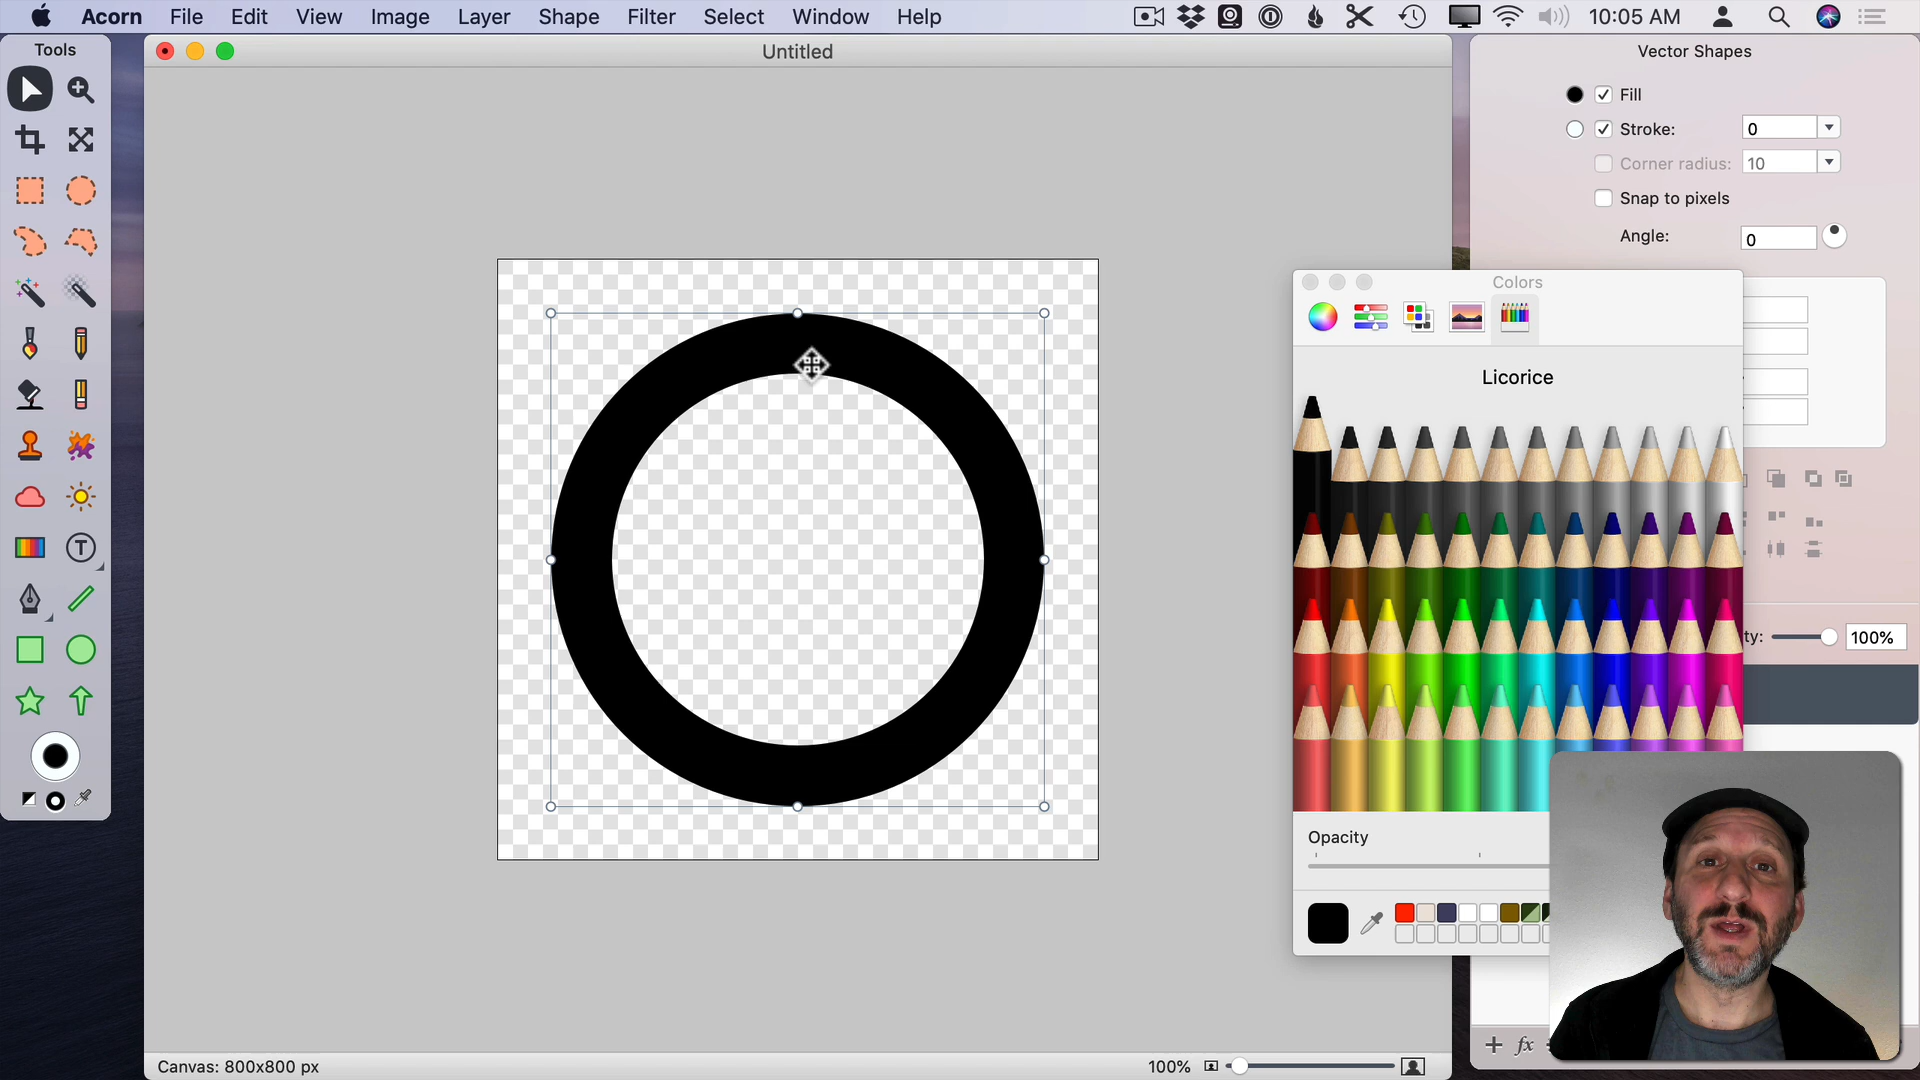 Acorn File Edit View Image Layer Shape Filter Select Window Help 10:05 AM
Tools
Untitled
Vector Shapes
Fill
Stroke: 0
Corner radius: 10
Snap to pixels
Angle: 0
Colors
Licorice
ty: 100%
T
Opacity
fx
Canvas: 800x800 px
100%